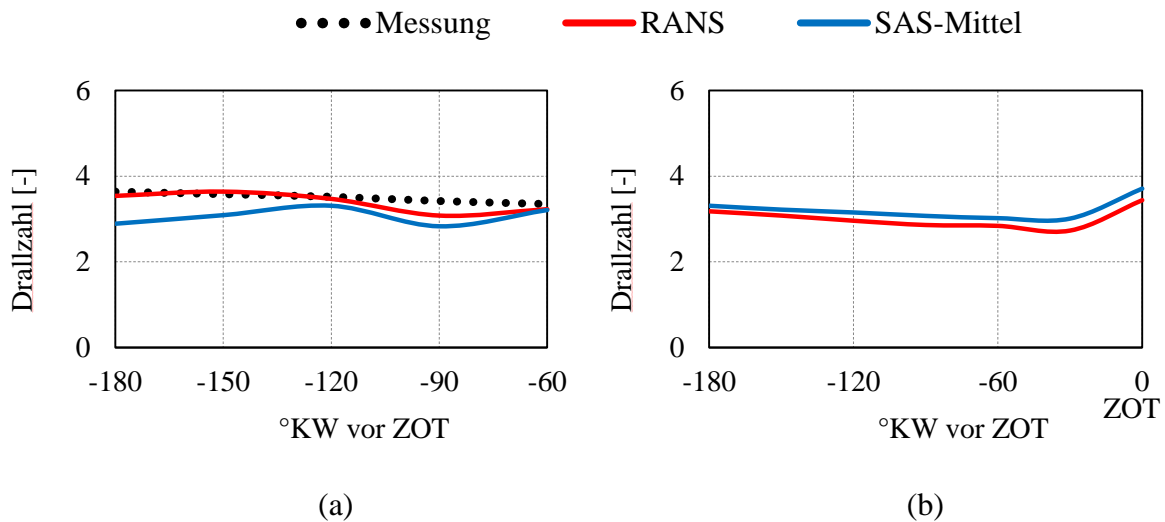 Messung RANS SAS-Mittel
Drallzahl [-]
6
4
2
0
-180 -150 -120 -90 -60
°KW vor ZOT
(a)
Drallzahl [-]
6
4
2
0
-180 -120 -60 0
ZOT
°KW vor ZOT
(b)